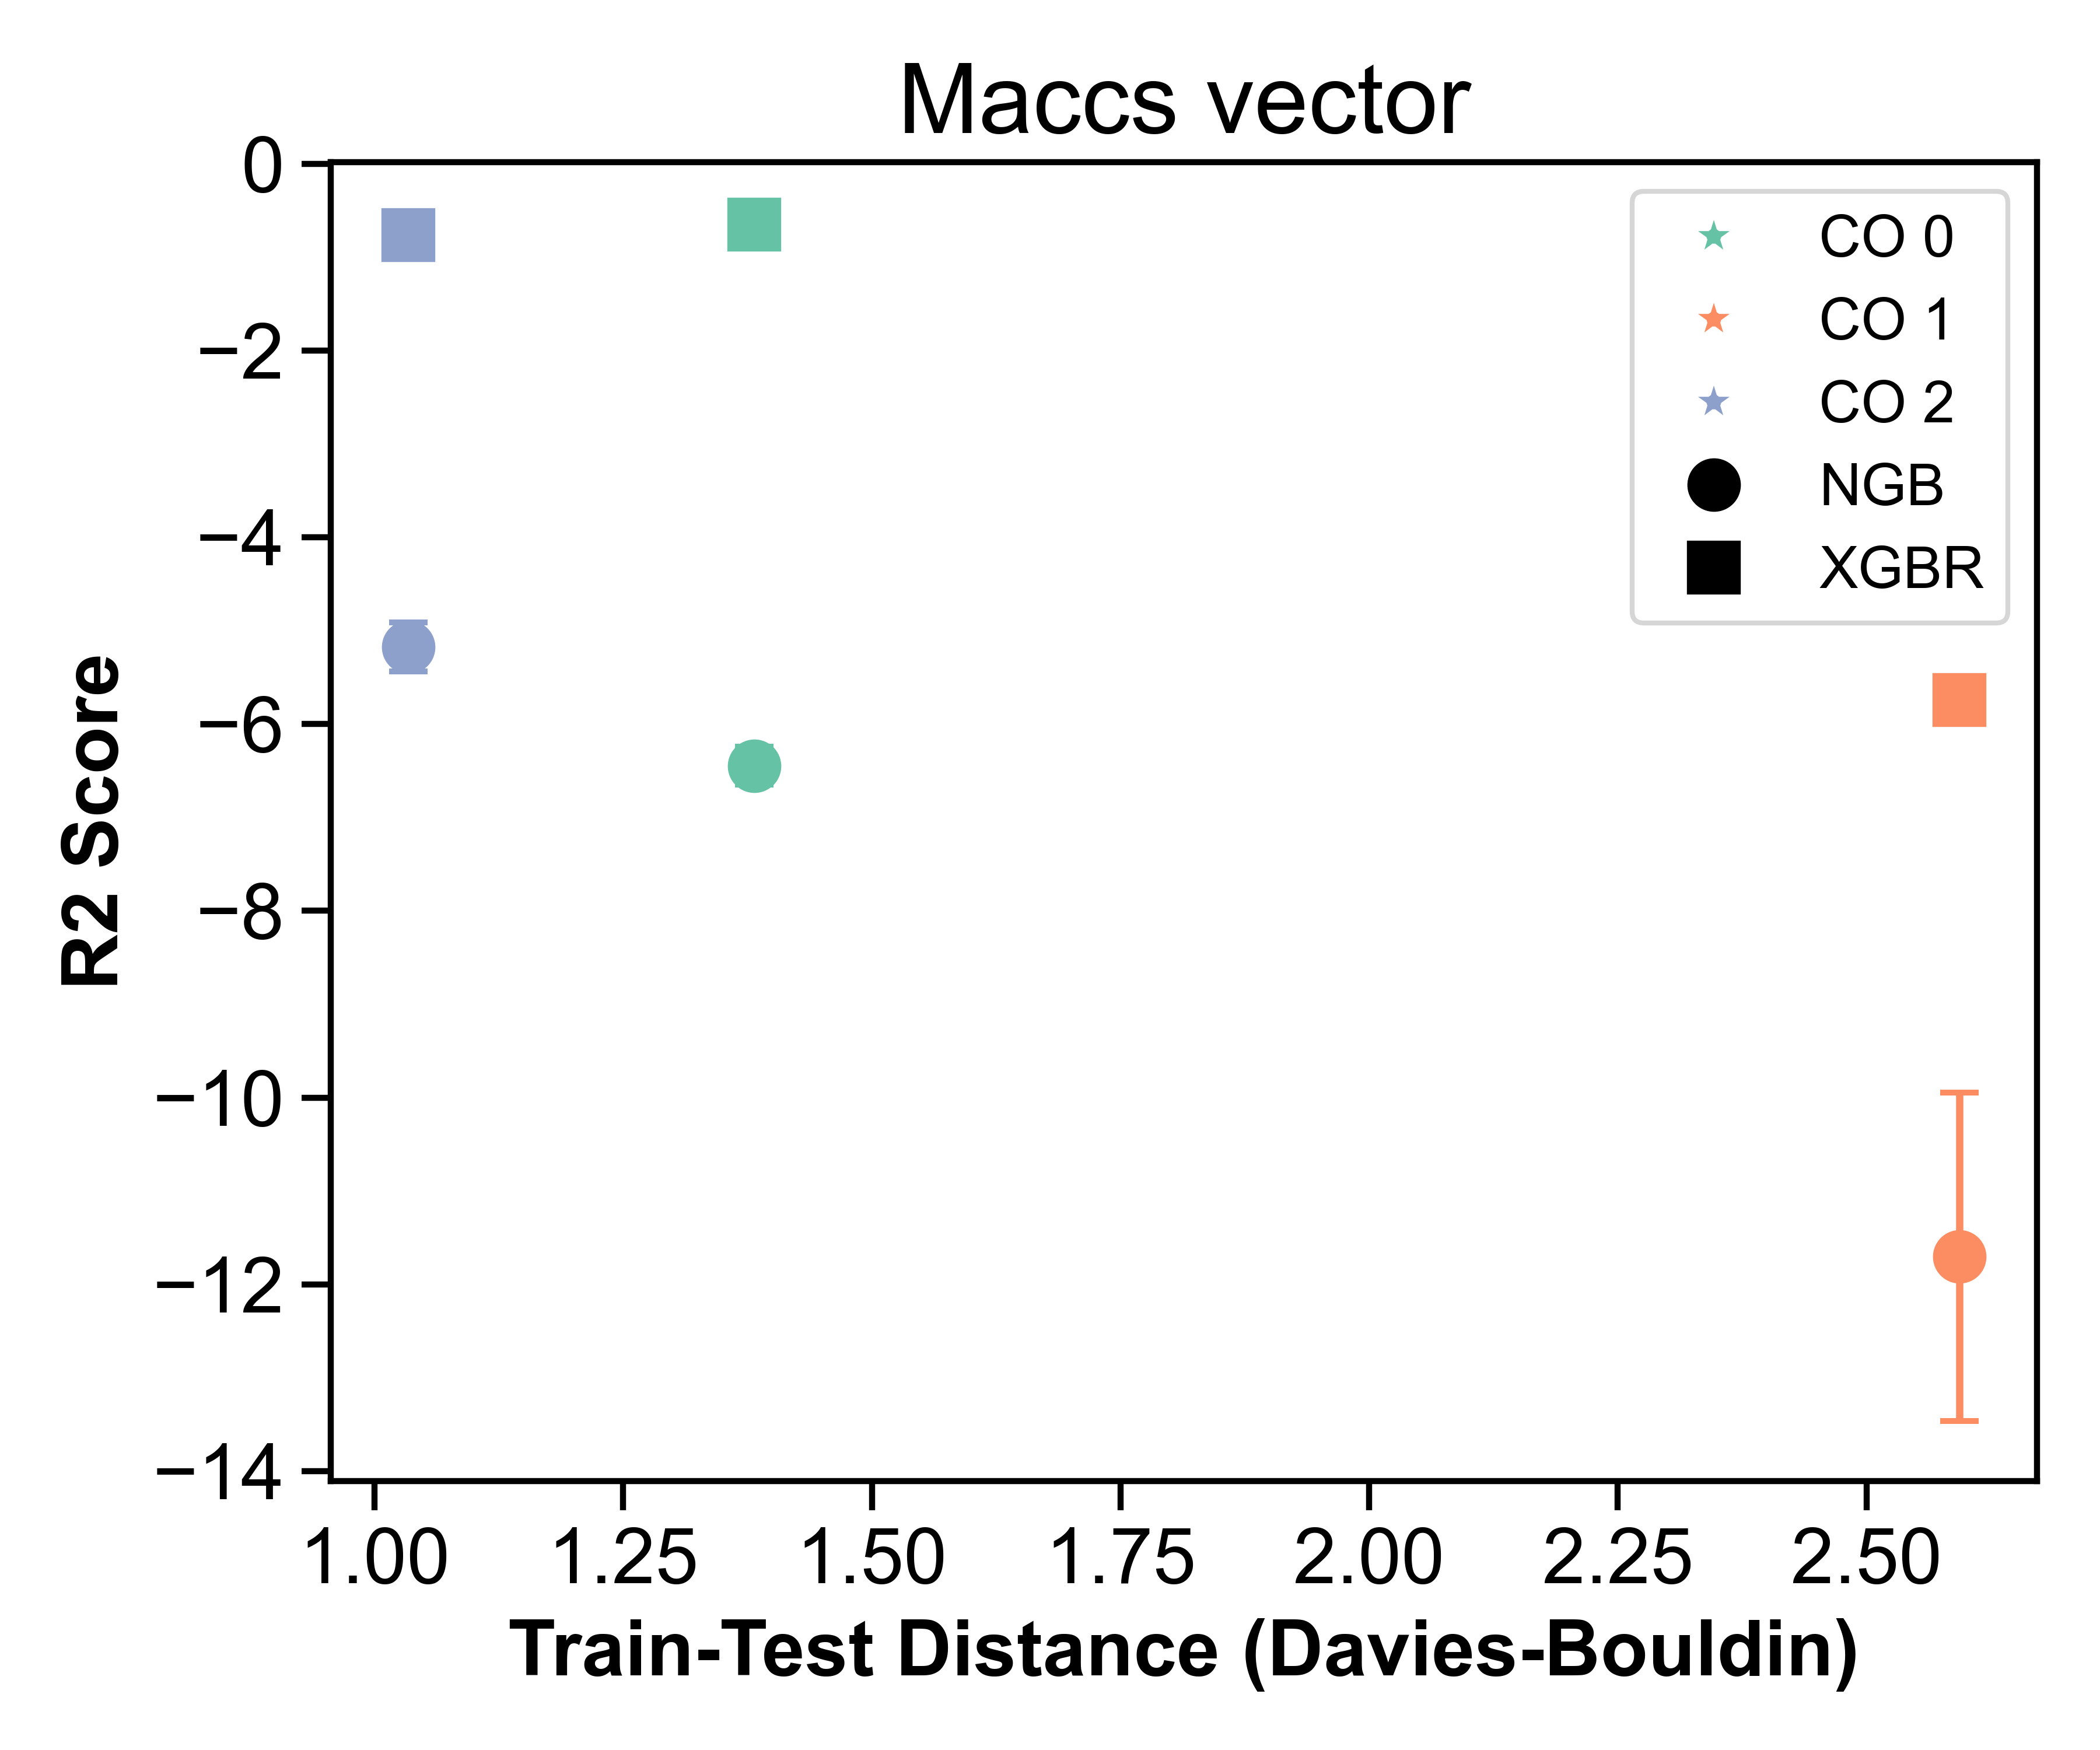 Maccs vector
0
−2
−4
−6
−8
−10
−12
−14
R2 Score
CO 0
CO 1
CO 2
NGB
XGBR
1.00 1.25 1.50 1.75 2.00 2.25 2.50
Train-Test Distance (Davies-Bouldin)